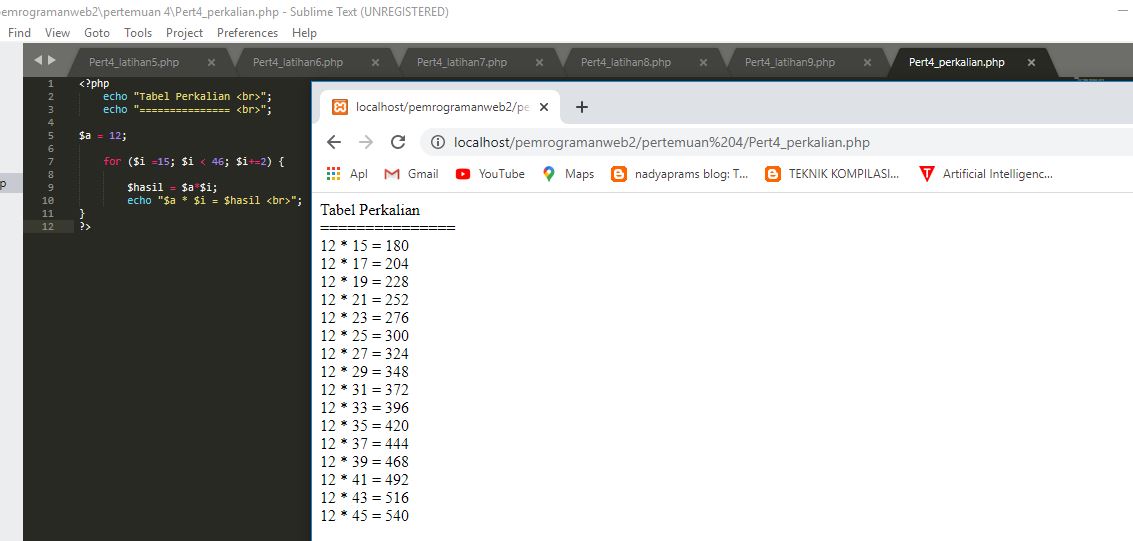 pemrogramanweb2\pertemuan 4\Pert4_perkalian.php - Sublime Text (UNREGISTERED)
Find View Goto Tools Project Preferences Help
Pert4_latihan5.php × Pert4_latihan6.php × Pert4_latihan7.php × Pert4_latihan8.php × Pert4_latihan9.php × Pert4_perkalian.php ×
1 <?php
2 echo "Tabel Perkalian <br>";
3 echo "=============== <br>";
4
5 $a = 12;
6
7 for ($i =15; $i < 46; $i+=2) {
8
9 $hasil = $a*$i;
10 echo "$a * $i = $hasil <br>";
11 }
12 ?>
p
localhost/pemrogramanweb2/pe × +
localhost/pemrogramanweb2/pertemuan%204/Pert4_perkalian.php
Apl Gmail YouTube Maps nadyaprams blog: T... TEKNIK KOMPILASI... Artificial Intelligenc...
Tabel Perkalian
===============
12 * 15 = 180
12 * 17 = 204
12 * 19 = 228
12 * 21 = 252
12 * 23 = 276
12 * 25 = 300
12 * 27 = 324
12 * 29 = 348
12 * 31 = 372
12 * 33 = 396
12 * 35 = 420
12 * 37 = 444
12 * 39 = 468
12 * 41 = 492
12 * 43 = 516
12 * 45 = 540